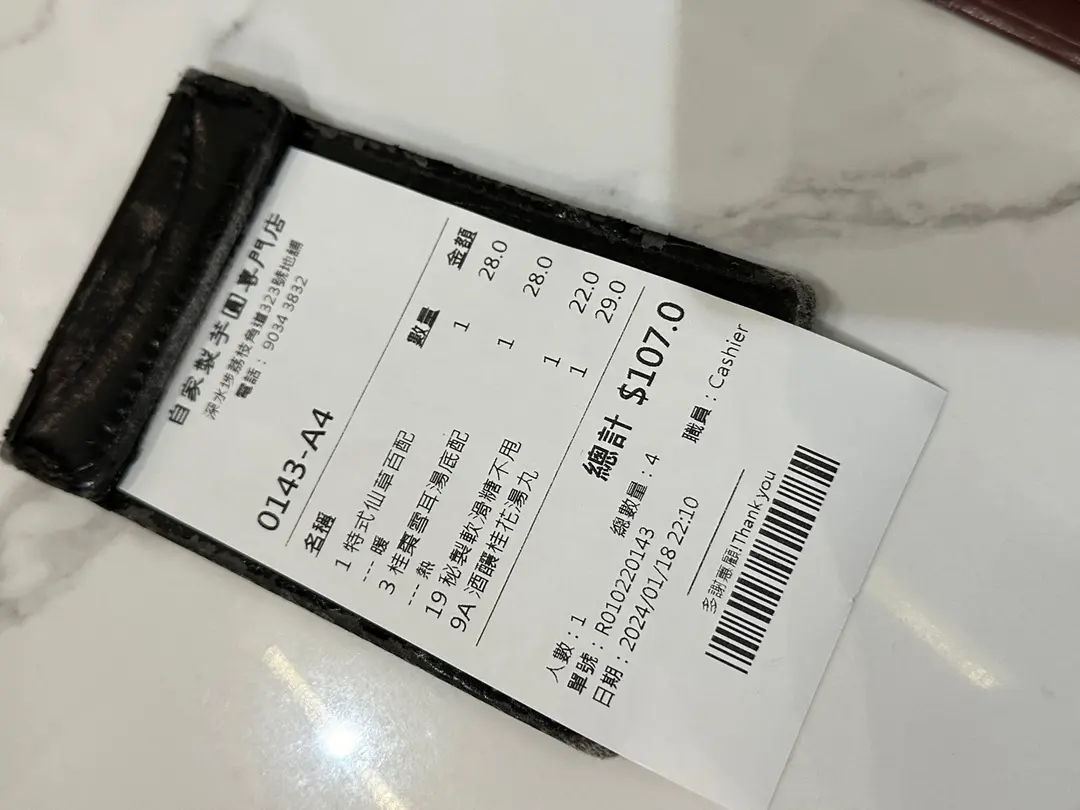 自家製芋圓專門店
深水埗荔枝角道323號地舖
電話： 9034 3832
0143-A4
名稱 數量 金額
1 特式仙草百配 1 28.0
--- 暖
3 桂棗雪耳湯底配 1 28.0
--- 熱
19 秘製軟滑糖不甩 1 22.0
9A 酒釀桂花湯丸 1 29.0
總計 $107.0
人數：1 總數量：4 職員：Cashier
單號：R010220143
日期：2024/01/18 22:10
多謝惠顧!Thank you